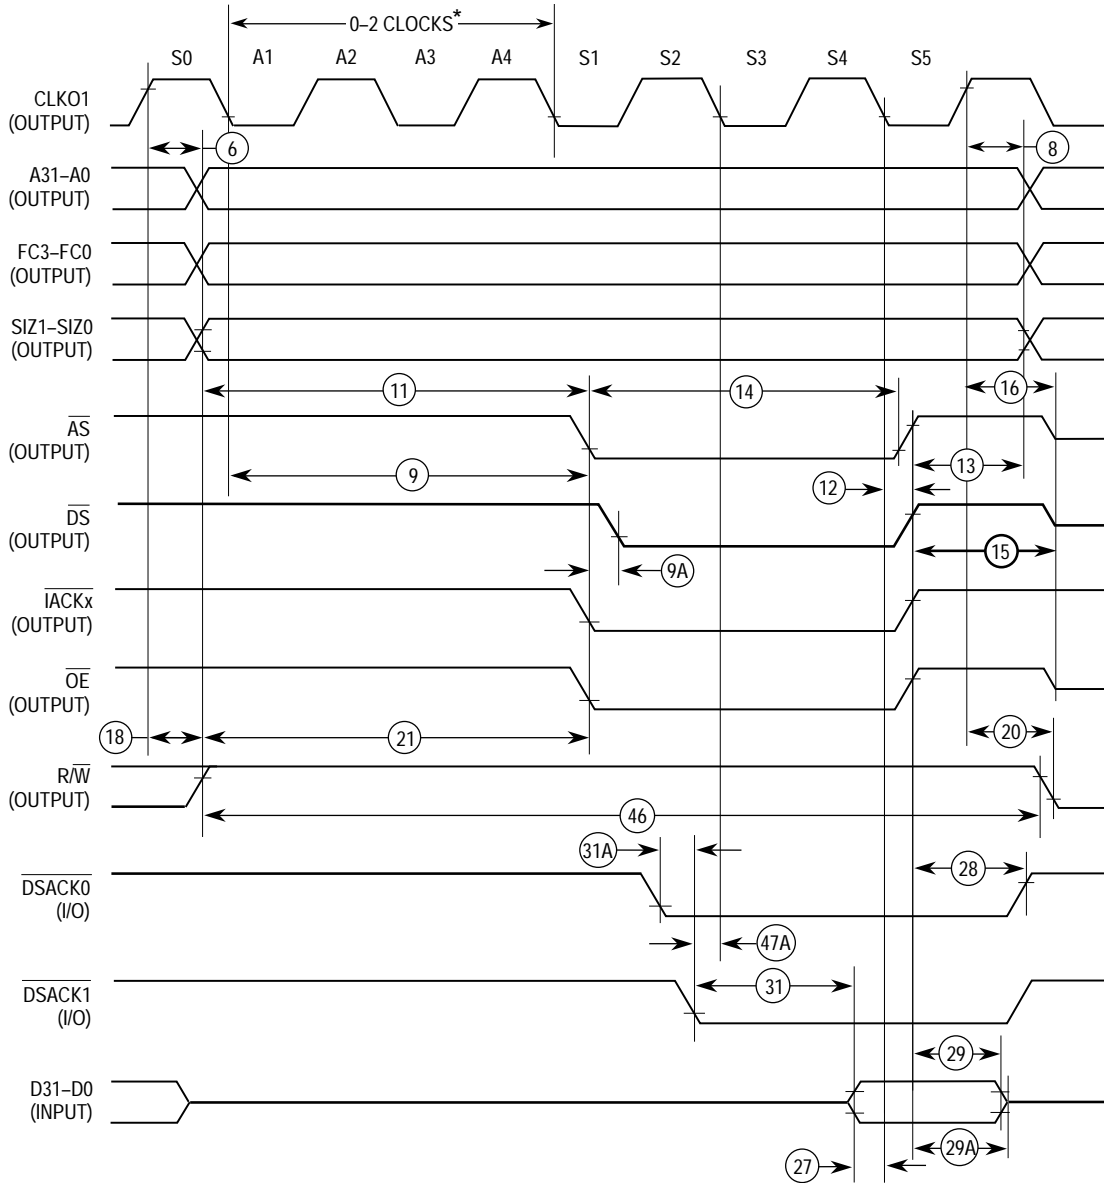 0–2 CLOCKS*
S0 A1 A2 A3 A4 S1 S2 S3 S4 S5
CLKO1
(OUTPUT)
6
8
A31–A0
(OUTPUT)
FC3–FC0
(OUTPUT)
SIZ1–SIZ0
(OUTPUT)
11
14
16
AS
(OUTPUT)
9
13
12
DS
(OUTPUT)
15
9A
IACKx
(OUTPUT)
OE
(OUTPUT)
18
21
20
R/W
(OUTPUT)
46
31A
28
DSACK0
(I/O)
47A
DSACK1
(I/O)
31
29
D31–D0
(INPUT)
29A
27